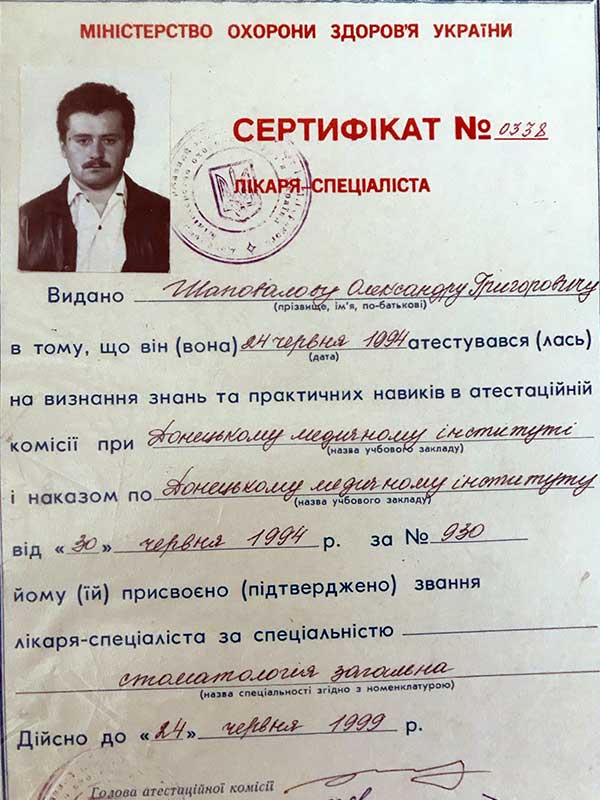 МІНІСТЕРСТВО ОХОРОНИ ЗДОРОВ'Я УКРАЇНИ
СЕРТИФІКАТ № 0338
ЛІКАРЯ-СПЕЦІАЛІСТА
Видано Шаповалову Олександру Григоровичу
(прізвище, ім'я, по-батькові)
в тому, що він (вона) 24 червня 1994 атестувався (лась)
(дата)
на визнання знань та практичних навиків в атестаційній
комісії при Донецькому медичному інституті
(назва учбового закладу)
і наказом по Донецькому медичному інституту
(назва учбового закладу)
від «30» червня 1994 р. за № 930
йому (їй) присвоєно (підтверджено) звання
лікаря-спеціаліста за спеціальністю
стоматологія загальна
(назва спеціальності згідно з номенклатурою)
Дійсно до «24» червня 1999 р.
Голова атестаційної комісії